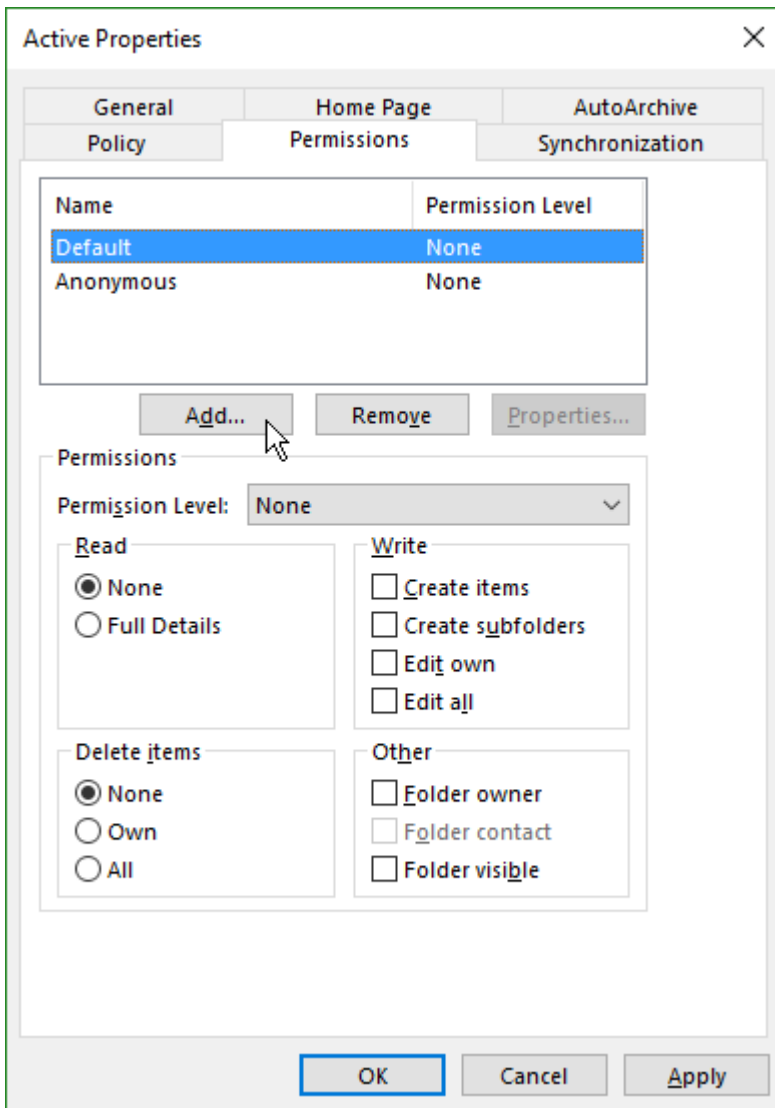 Active Properties
General Home Page AutoArchive
Policy Permissions Synchronization
Name Permission Level
Default None
Anonymous None
Add... Remove Properties...
Permissions
Permission Level: None
Read Write
None Create items
Full Details Create subfolders
Edit own
Edit all
Delete items Other
None Folder owner
Own Folder contact
All Folder visible
OK Cancel Apply